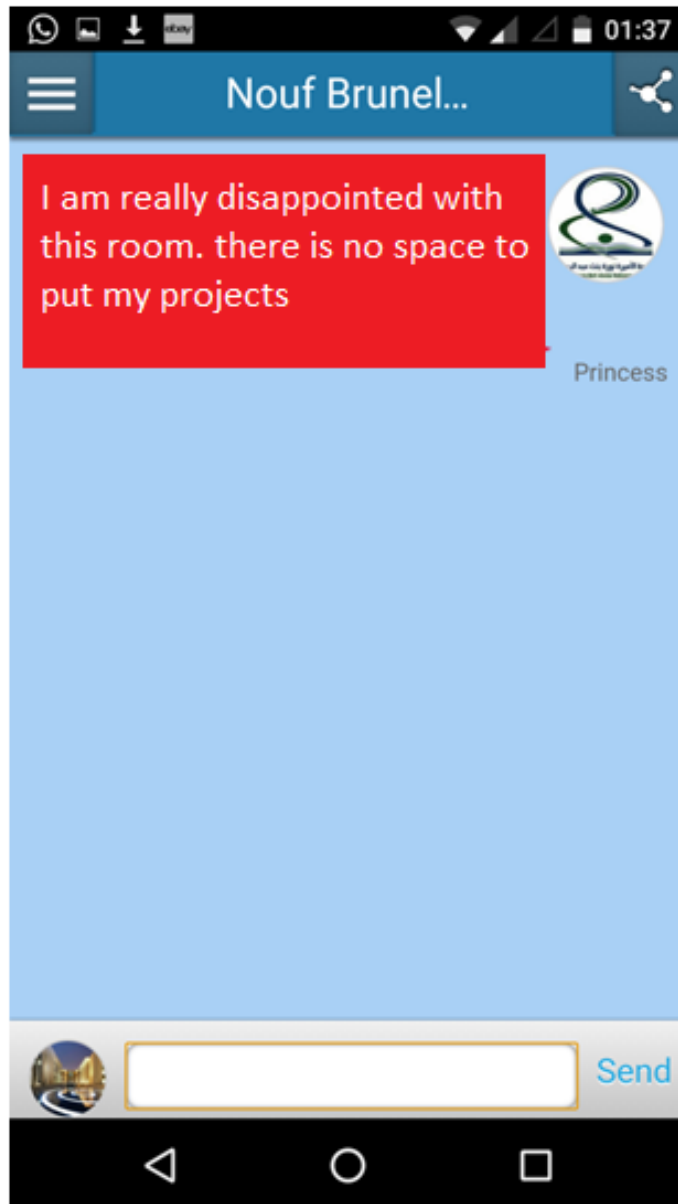 ebay
01:37
Nouf Brunel...
I am really disappointed with
this room. there is no space to
put my projects
Princess
Send